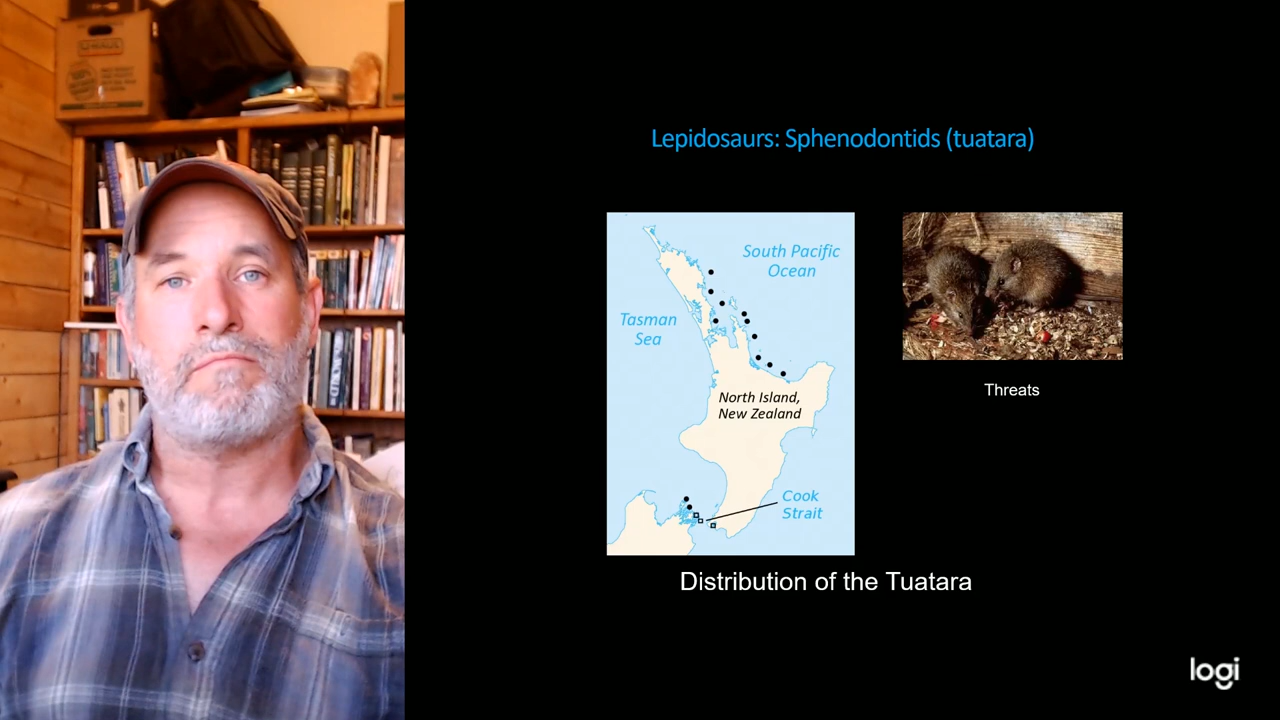 U-HAUL
Lepidosaurs: Sphenodontids (tuatara)
South Pacific
Ocean
Tasman
Sea
North Island,
New Zealand
Cook
Strait
Threats
Distribution of the Tuatara
logi